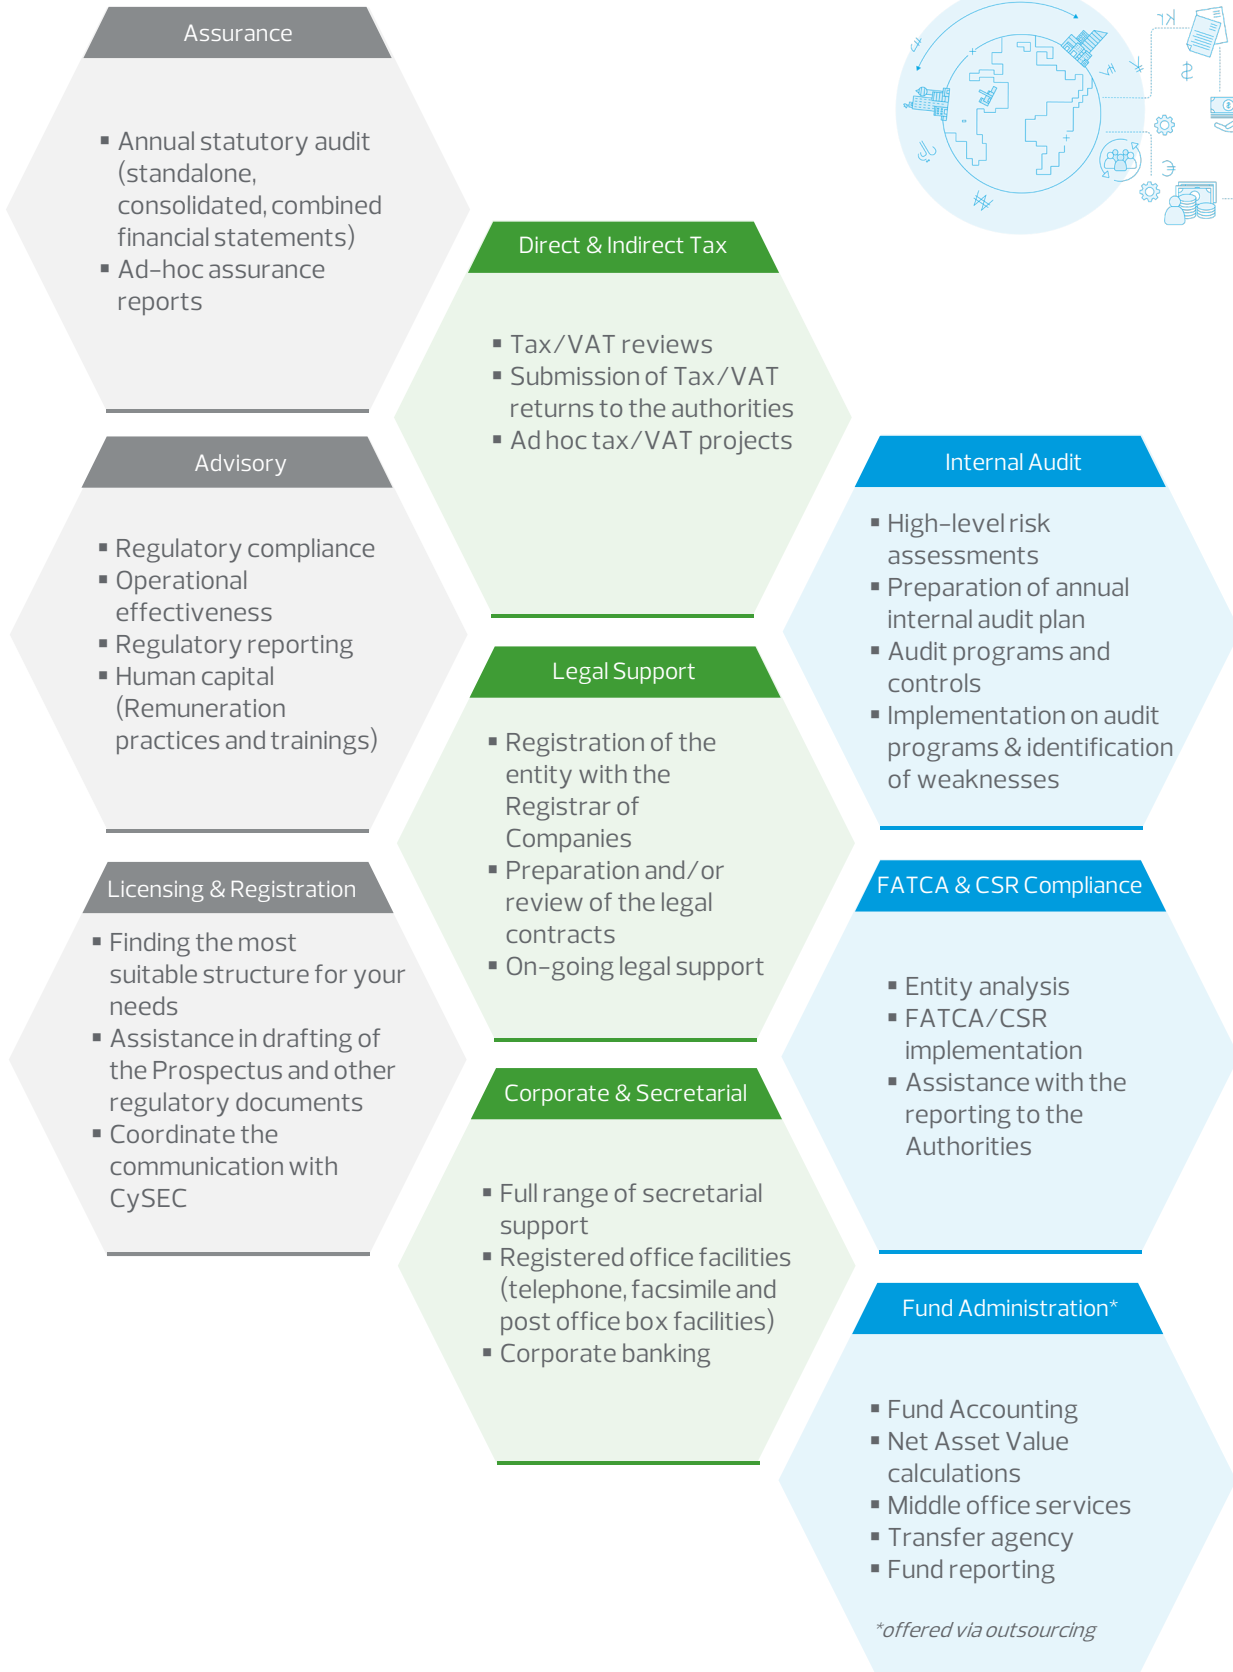 Assurance
▪ Annual statutory audit
(standalone,
consolidated, combined
financial statements)
▪ Ad-hoc assurance
reports
Advisory
▪ Regulatory compliance
▪ Operational
effectiveness
▪ Regulatory reporting
▪ Human capital
(Remuneration
practices and trainings)
Licensing & Registration
▪ Finding the most
suitable structure for your
needs
▪ Assistance in drafting of
the Prospectus and other
regulatory documents
▪ Coordinate the
communication with
CySEC
Direct & Indirect Tax
▪ Tax/VAT reviews
▪ Submission of Tax/VAT
returns to the authorities
▪ Ad hoc tax/VAT projects
Legal Support
▪ Registration of the
entity with the
Registrar of
Companies
▪ Preparation and/or
review of the legal
contracts
▪ On-going legal support
Corporate & Secretarial
▪ Full range of secretarial
support
▪ Registered office facilities
(telephone, facsimile and
post office box facilities)
▪ Corporate banking
Internal Audit
▪ High-level risk
assessments
▪ Preparation of annual
internal audit plan
▪ Audit programs and
controls
▪ Implementation on audit
programs & identification
of weaknesses
FATCA & CSR Compliance
▪ Entity analysis
▪ FATCA/CSR
implementation
▪ Assistance with the
reporting to the
Authorities
Fund Administration*
▪ Fund Accounting
▪ Net Asset Value
calculations
▪ Middle office services
▪ Transfer agency
▪ Fund reporting
*offered via outsourcing